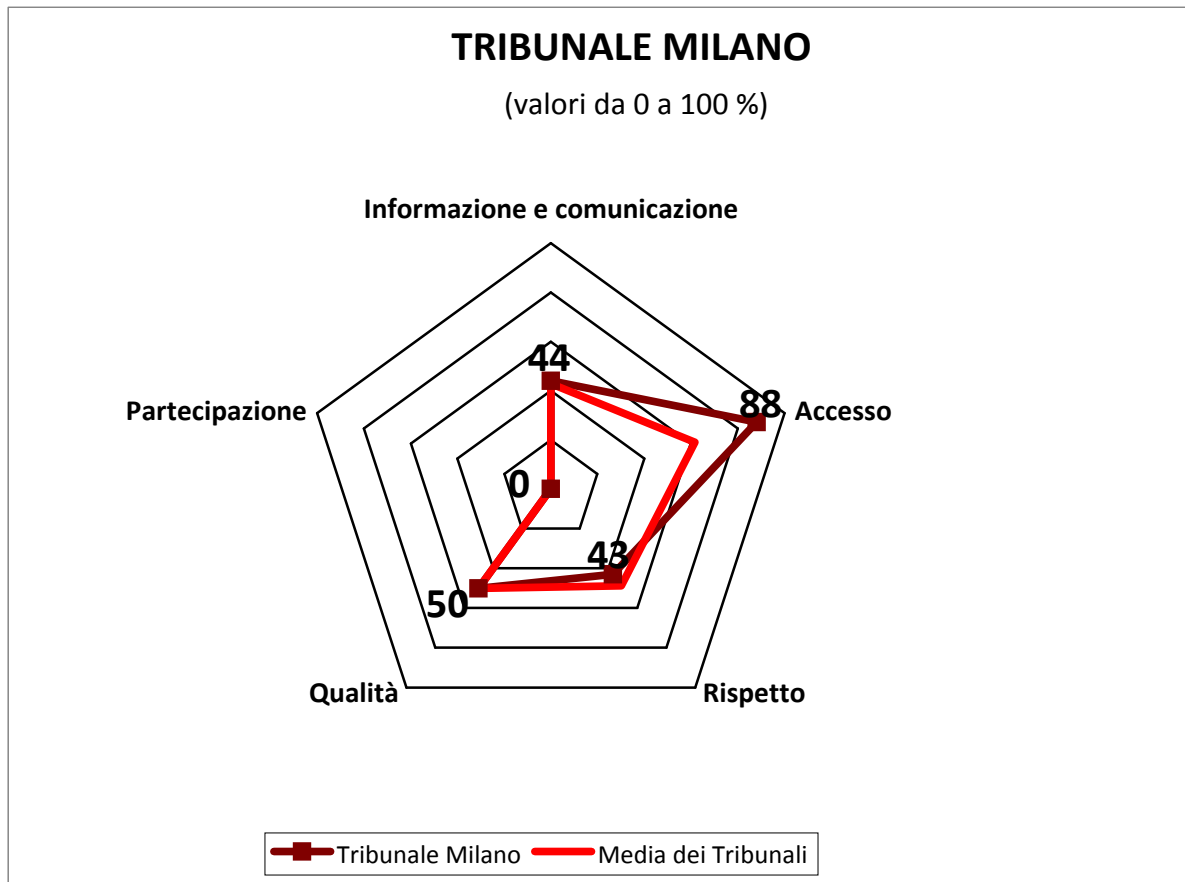 TRIBUNALE MILANO
(valori da 0 a 100 %)
Informazione e comunicazione
44
88
Accesso
Partecipazione
0
43
50
Qualità
Rispetto
Tribunale Milano
Media dei Tribunali